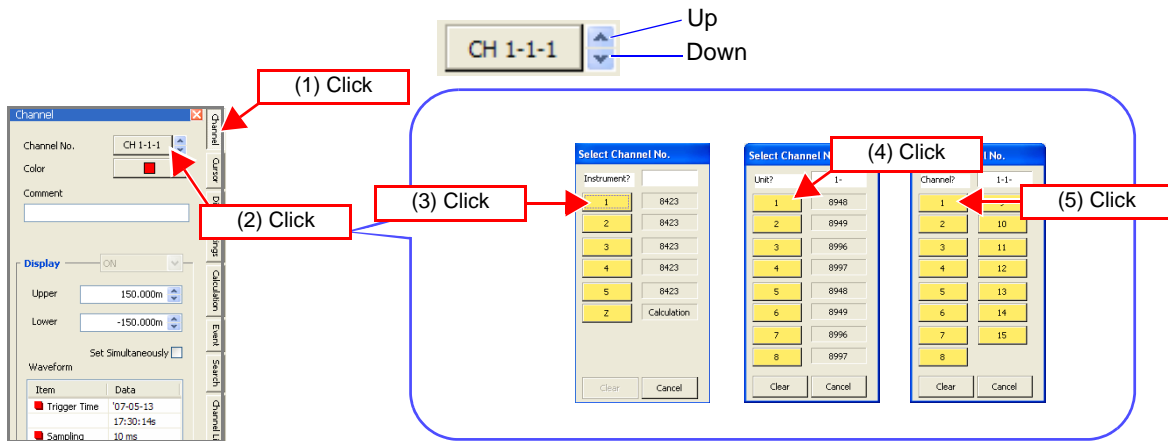 Up
CH 1-1-1
Down
(1) Click
Channel
Channel No.
CH 1-1-1
Color
Comment
(2) Click
Display
ON
Upper
150.000m
Lower
-150.000m
Set Simultaneously
Waveform
Item Data
Trigger Time '07-05-13
17:30:14s
Sampling 10 ms
Channel
Cursor
Calculation
Event
Search
(3) Click
Select Channel No.
Instrument?
1 8423
2 8423
3 8423
4 8423
5 8423
Z Calculation
Clear Cancel
(4) Click
Select Channel
Unit? 1-
1 8948
2 8949
3 8996
4 8997
5 8948
6 8949
7 8996
8 8997
Clear Cancel
(5) Click
No.
Channel? 1-1-
1
2 10
3 11
4 12
5 13
6 14
7 15
8
Clear Cancel